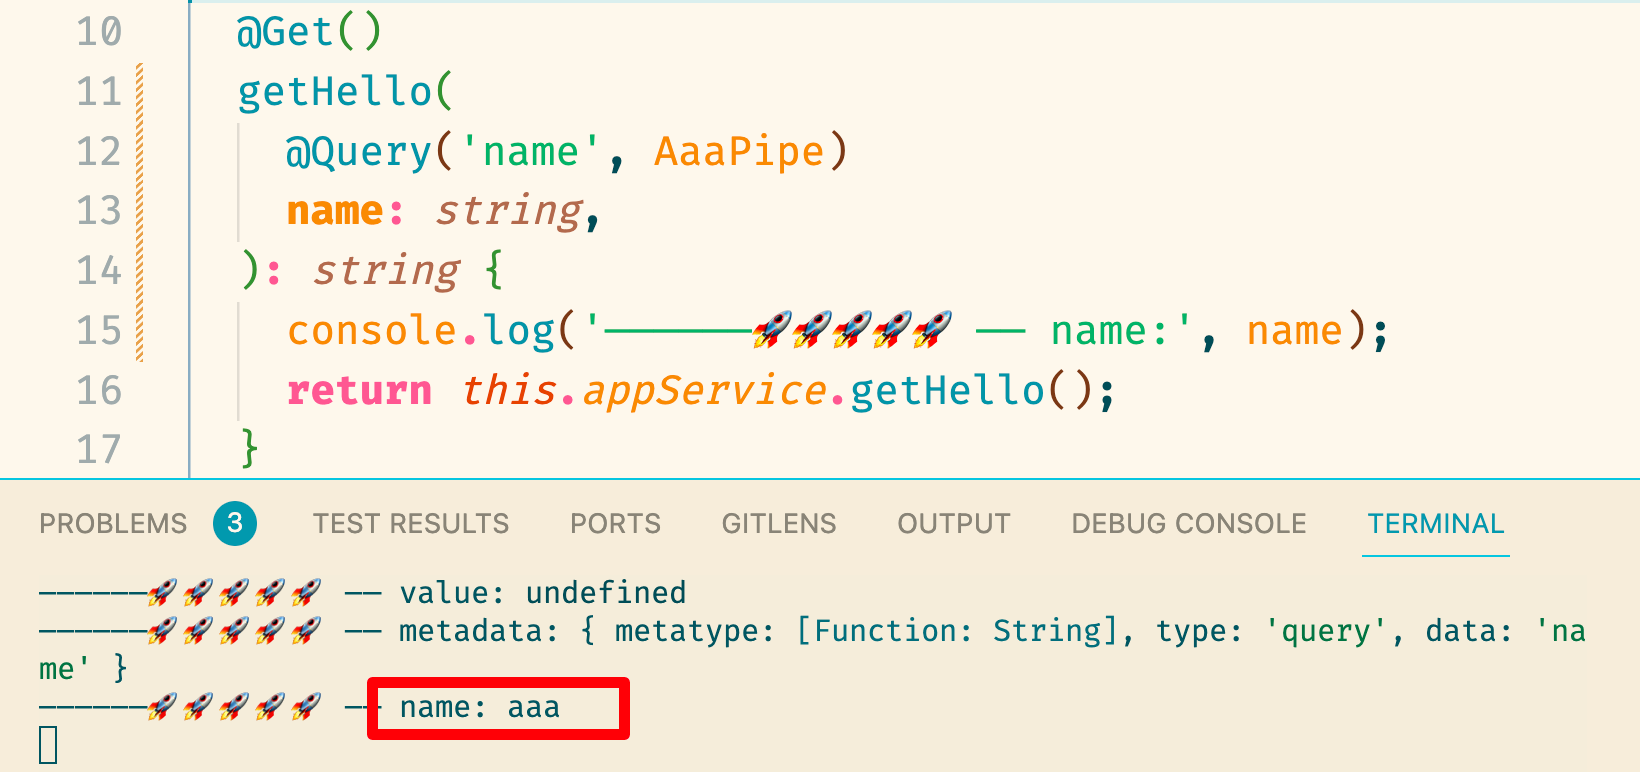 10 @Get()
11 getHello(
12 @Query('name', AaaPipe)
13 name: string,
14 ): string {
15 console.log('——————🚀🚀🚀🚀🚀 —— name:', name);
16 return this.appService.getHello();
17 }
PROBLEMS 3 TEST RESULTS PORTS GITLENS OUTPUT DEBUG CONSOLE TERMINAL
——————🚀🚀🚀🚀🚀 —— value: undefined
——————🚀🚀🚀🚀🚀 —— metadata: { metatype: [Function: String], type: 'query', data: 'na
me' }
——————🚀🚀🚀🚀🚀 —— name: aaa